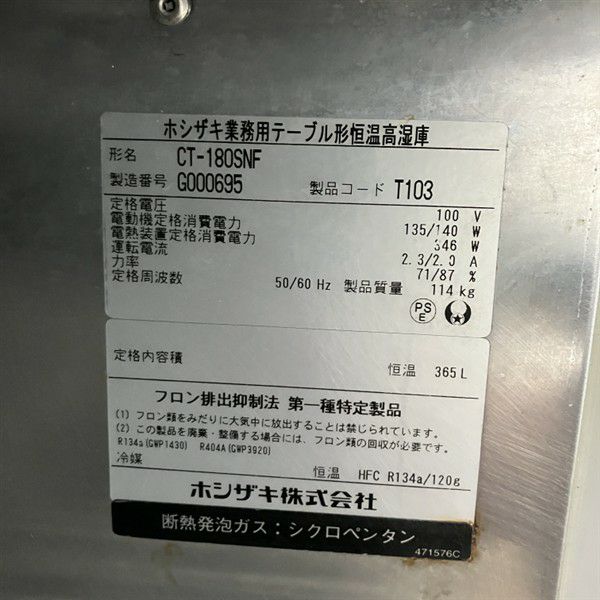 ホシザキ業務用テーブル形恒温高湿庫
形名 CT-180SNF
製造番号 G000695 製品コード T103
定格電圧 100 V
電動機定格消費電力 135/140 W
電熱装置定格消費電力 346 W
運転電流 2.3/2.0 A
力率 71/87 %
定格周波数 50/60 Hz 製品質量 114 kg
PS
E
定格内容積 恒温 365 L
フロン排出抑制法 第一種特定製品
(1) フロン類をみだりに大気中に放出することは禁じられています。
(2) この製品を廃棄・整備する場合には、フロン類の回収が必要です。
R134a(GWP1430) R404A(GWP3920)
冷媒 恒温 HFC R134a/120g
ホシザキ株式会社
断熱発泡ガス：シクロペンタン
471576C